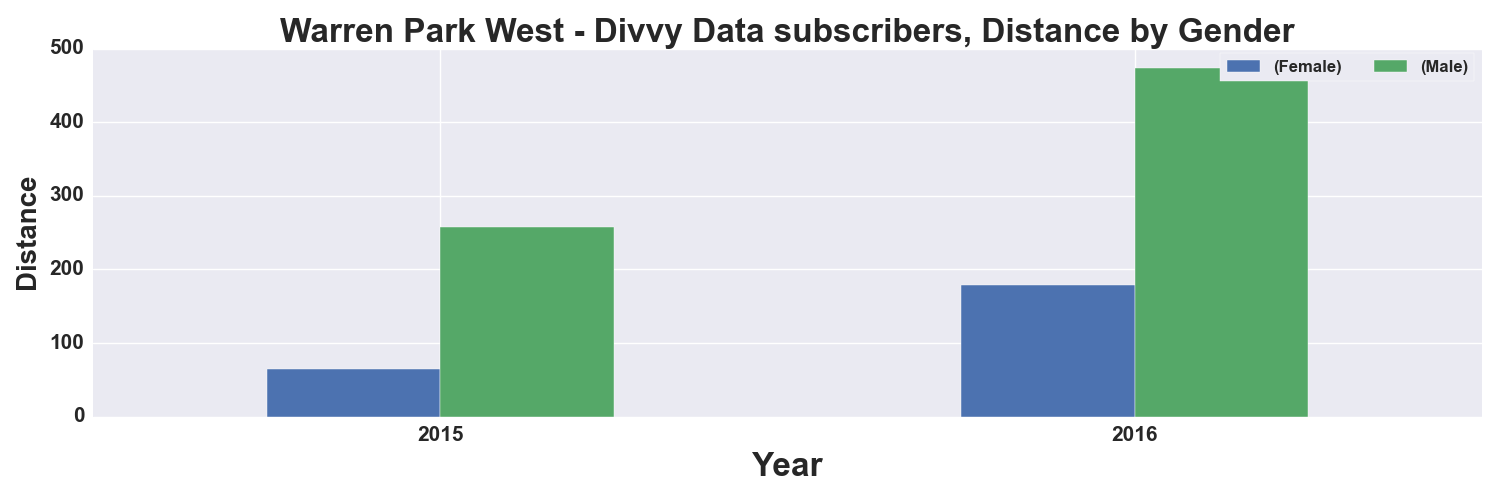 Warren Park West - Divvy Data subscribers, Distance by Gender
500
400
300
200
100
0
Distance
(Female) (Male)
2015 2016
Year